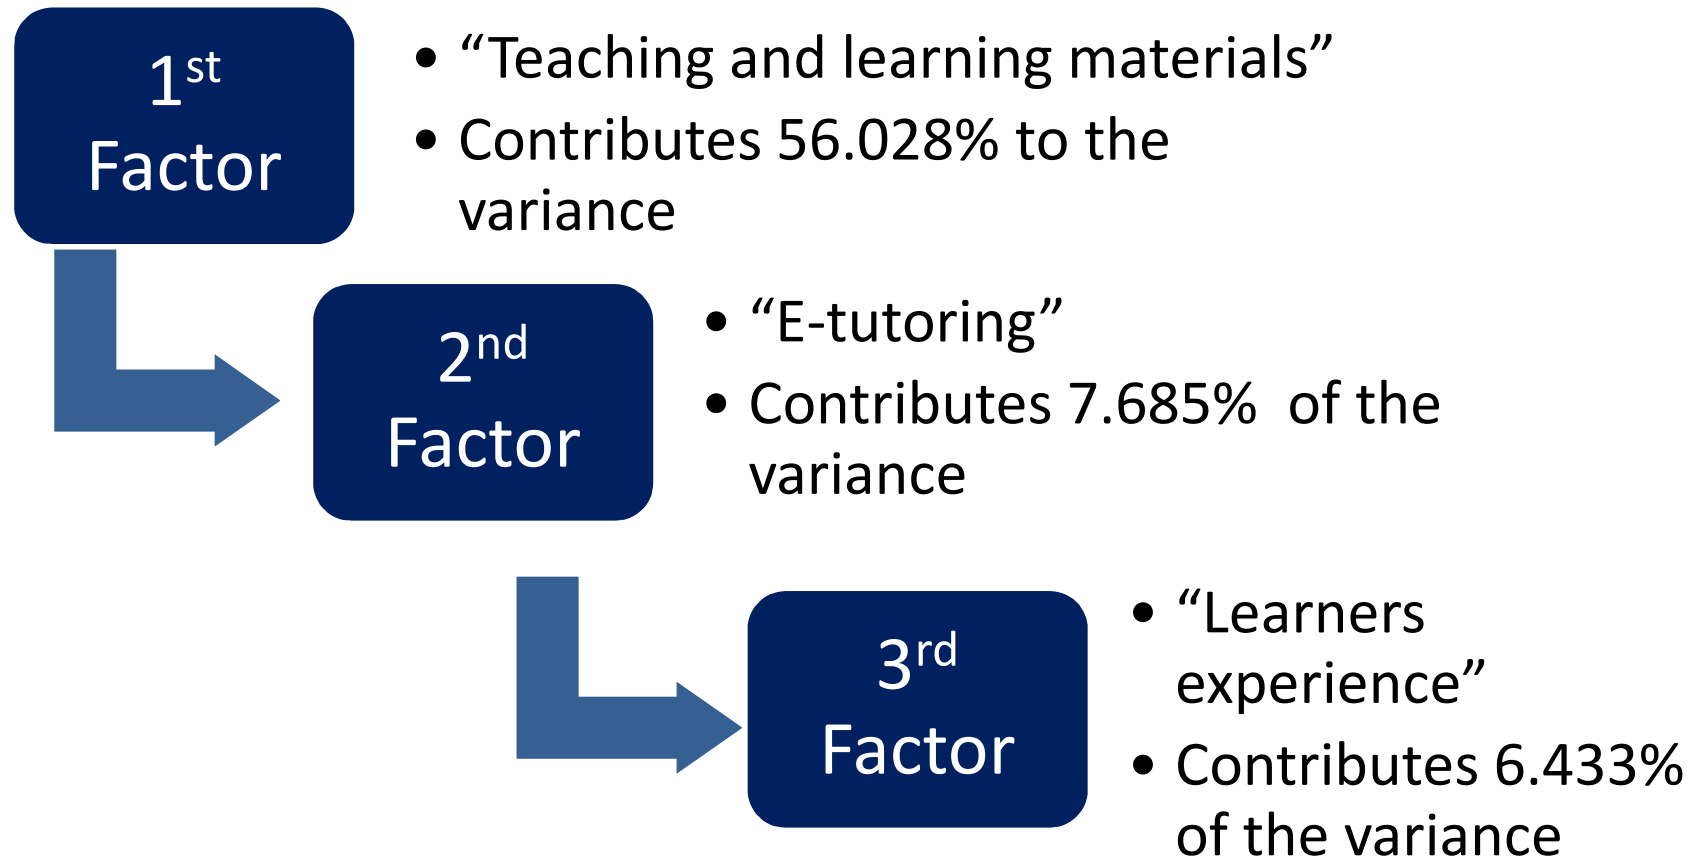 1st
Factor
• “Teaching and learning materials”
• Contributes 56.028% to the
variance
2nd
Factor
• “E-tutoring”
• Contributes 7.685%  of the
variance
3rd
Factor
• “Learners
experience”
• Contributes 6.433%
of the variance